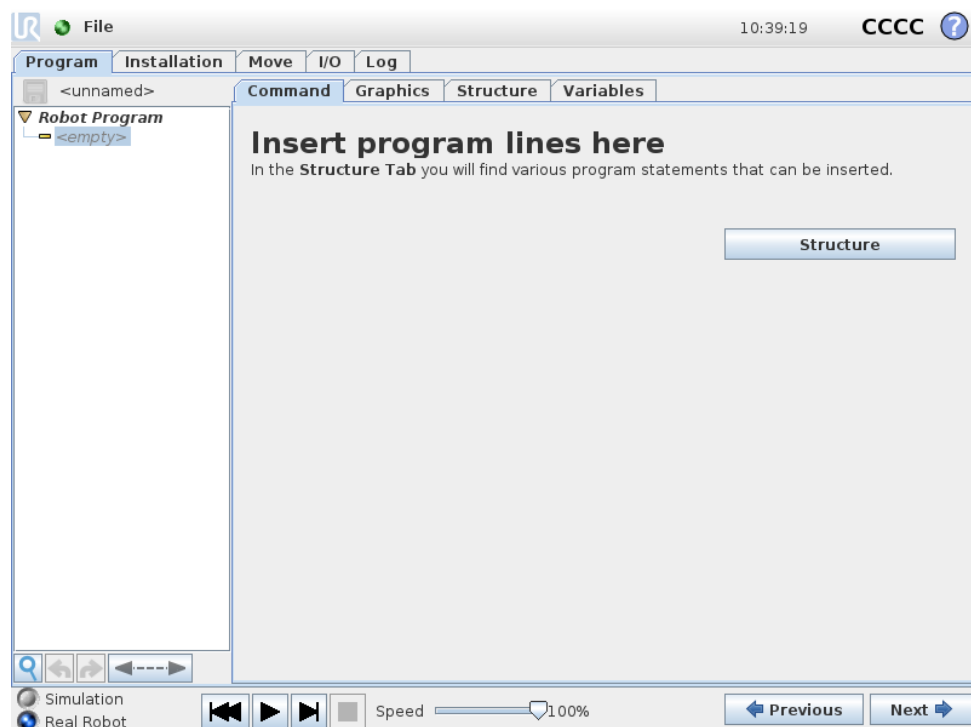 UR File 10:39:19 CCCC ?
Program Installation Move I/O Log
<unnamed> Command Graphics Structure Variables
Robot Program
<empty>
Insert program lines here
In the Structure Tab you will find various program statements that can be inserted.
Structure
Simulation
Real Robot
Speed 100% Previous Next